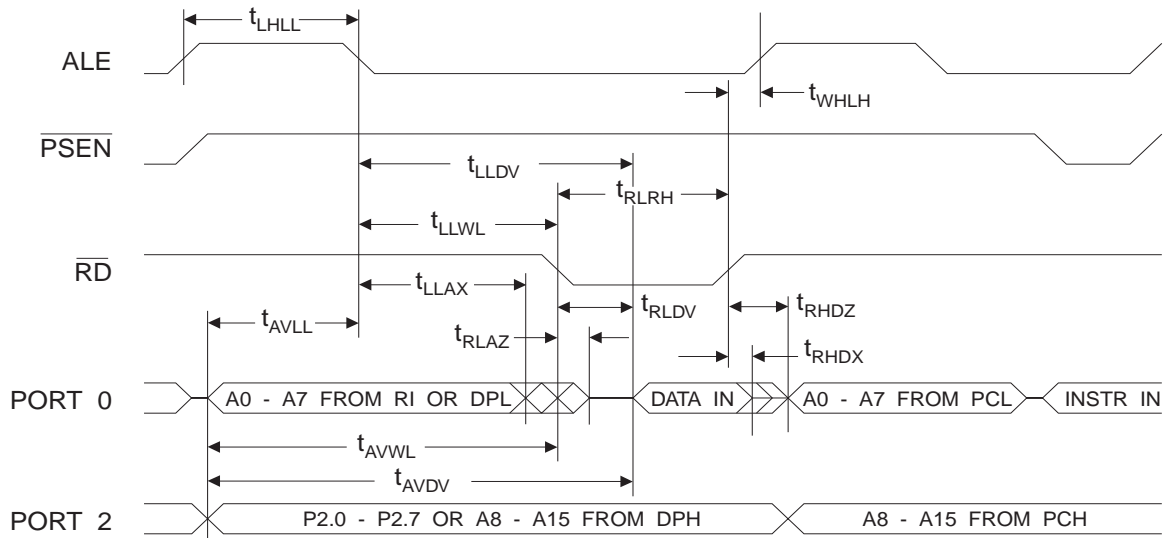 tLHLL
ALE
tWHLH
PSEN
tLLDV
tRLRH
tLLWL
RD
tLLAX
tRLDV
tRHDZ
tAVLL
tRLAZ
tRHDX
PORT 0
A0 - A7 FROM RI OR DPL
DATA IN
A0 - A7 FROM PCL
INSTR IN
tAVWL
tAVDV
PORT 2
P2.0 - P2.7 OR A8 - A15 FROM DPH
A8 - A15 FROM PCH